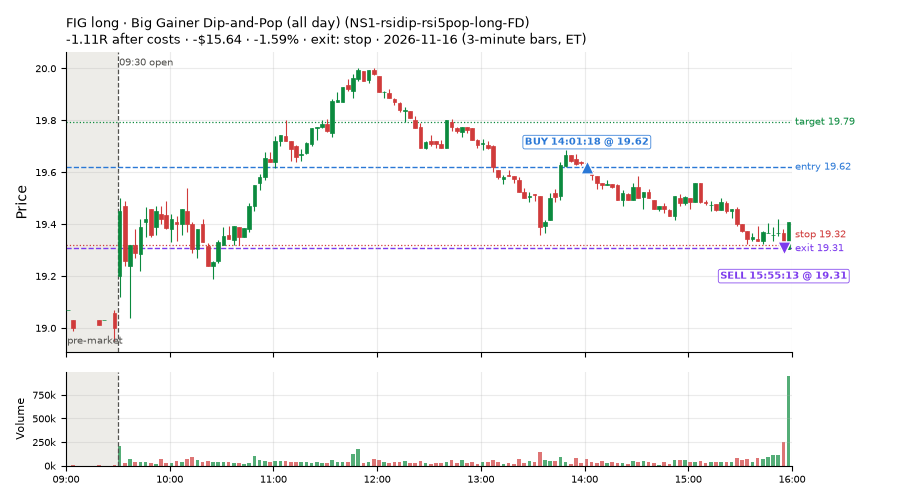 FIG long · Big Gainer Dip-and-Pop (all day) (NS1-rsidip-rsi5pop-long-FD)
-1.11R after costs · -$15.64 · -1.59% · exit: stop · 2026-11-16 (3-minute bars, ET)
09:30 open
20.0
19.8
19.6
19.4
19.2
19.0
Price
target 19.79
BUY 14:01:18 @ 19.62
entry 19.62
stop 19.32
exit 19.31
SELL 15:55:13 @ 19.31
pre-market
Volume
750k
500k
250k
0k
09:00
10:00
11:00
12:00
13:00
14:00
15:00
16:00